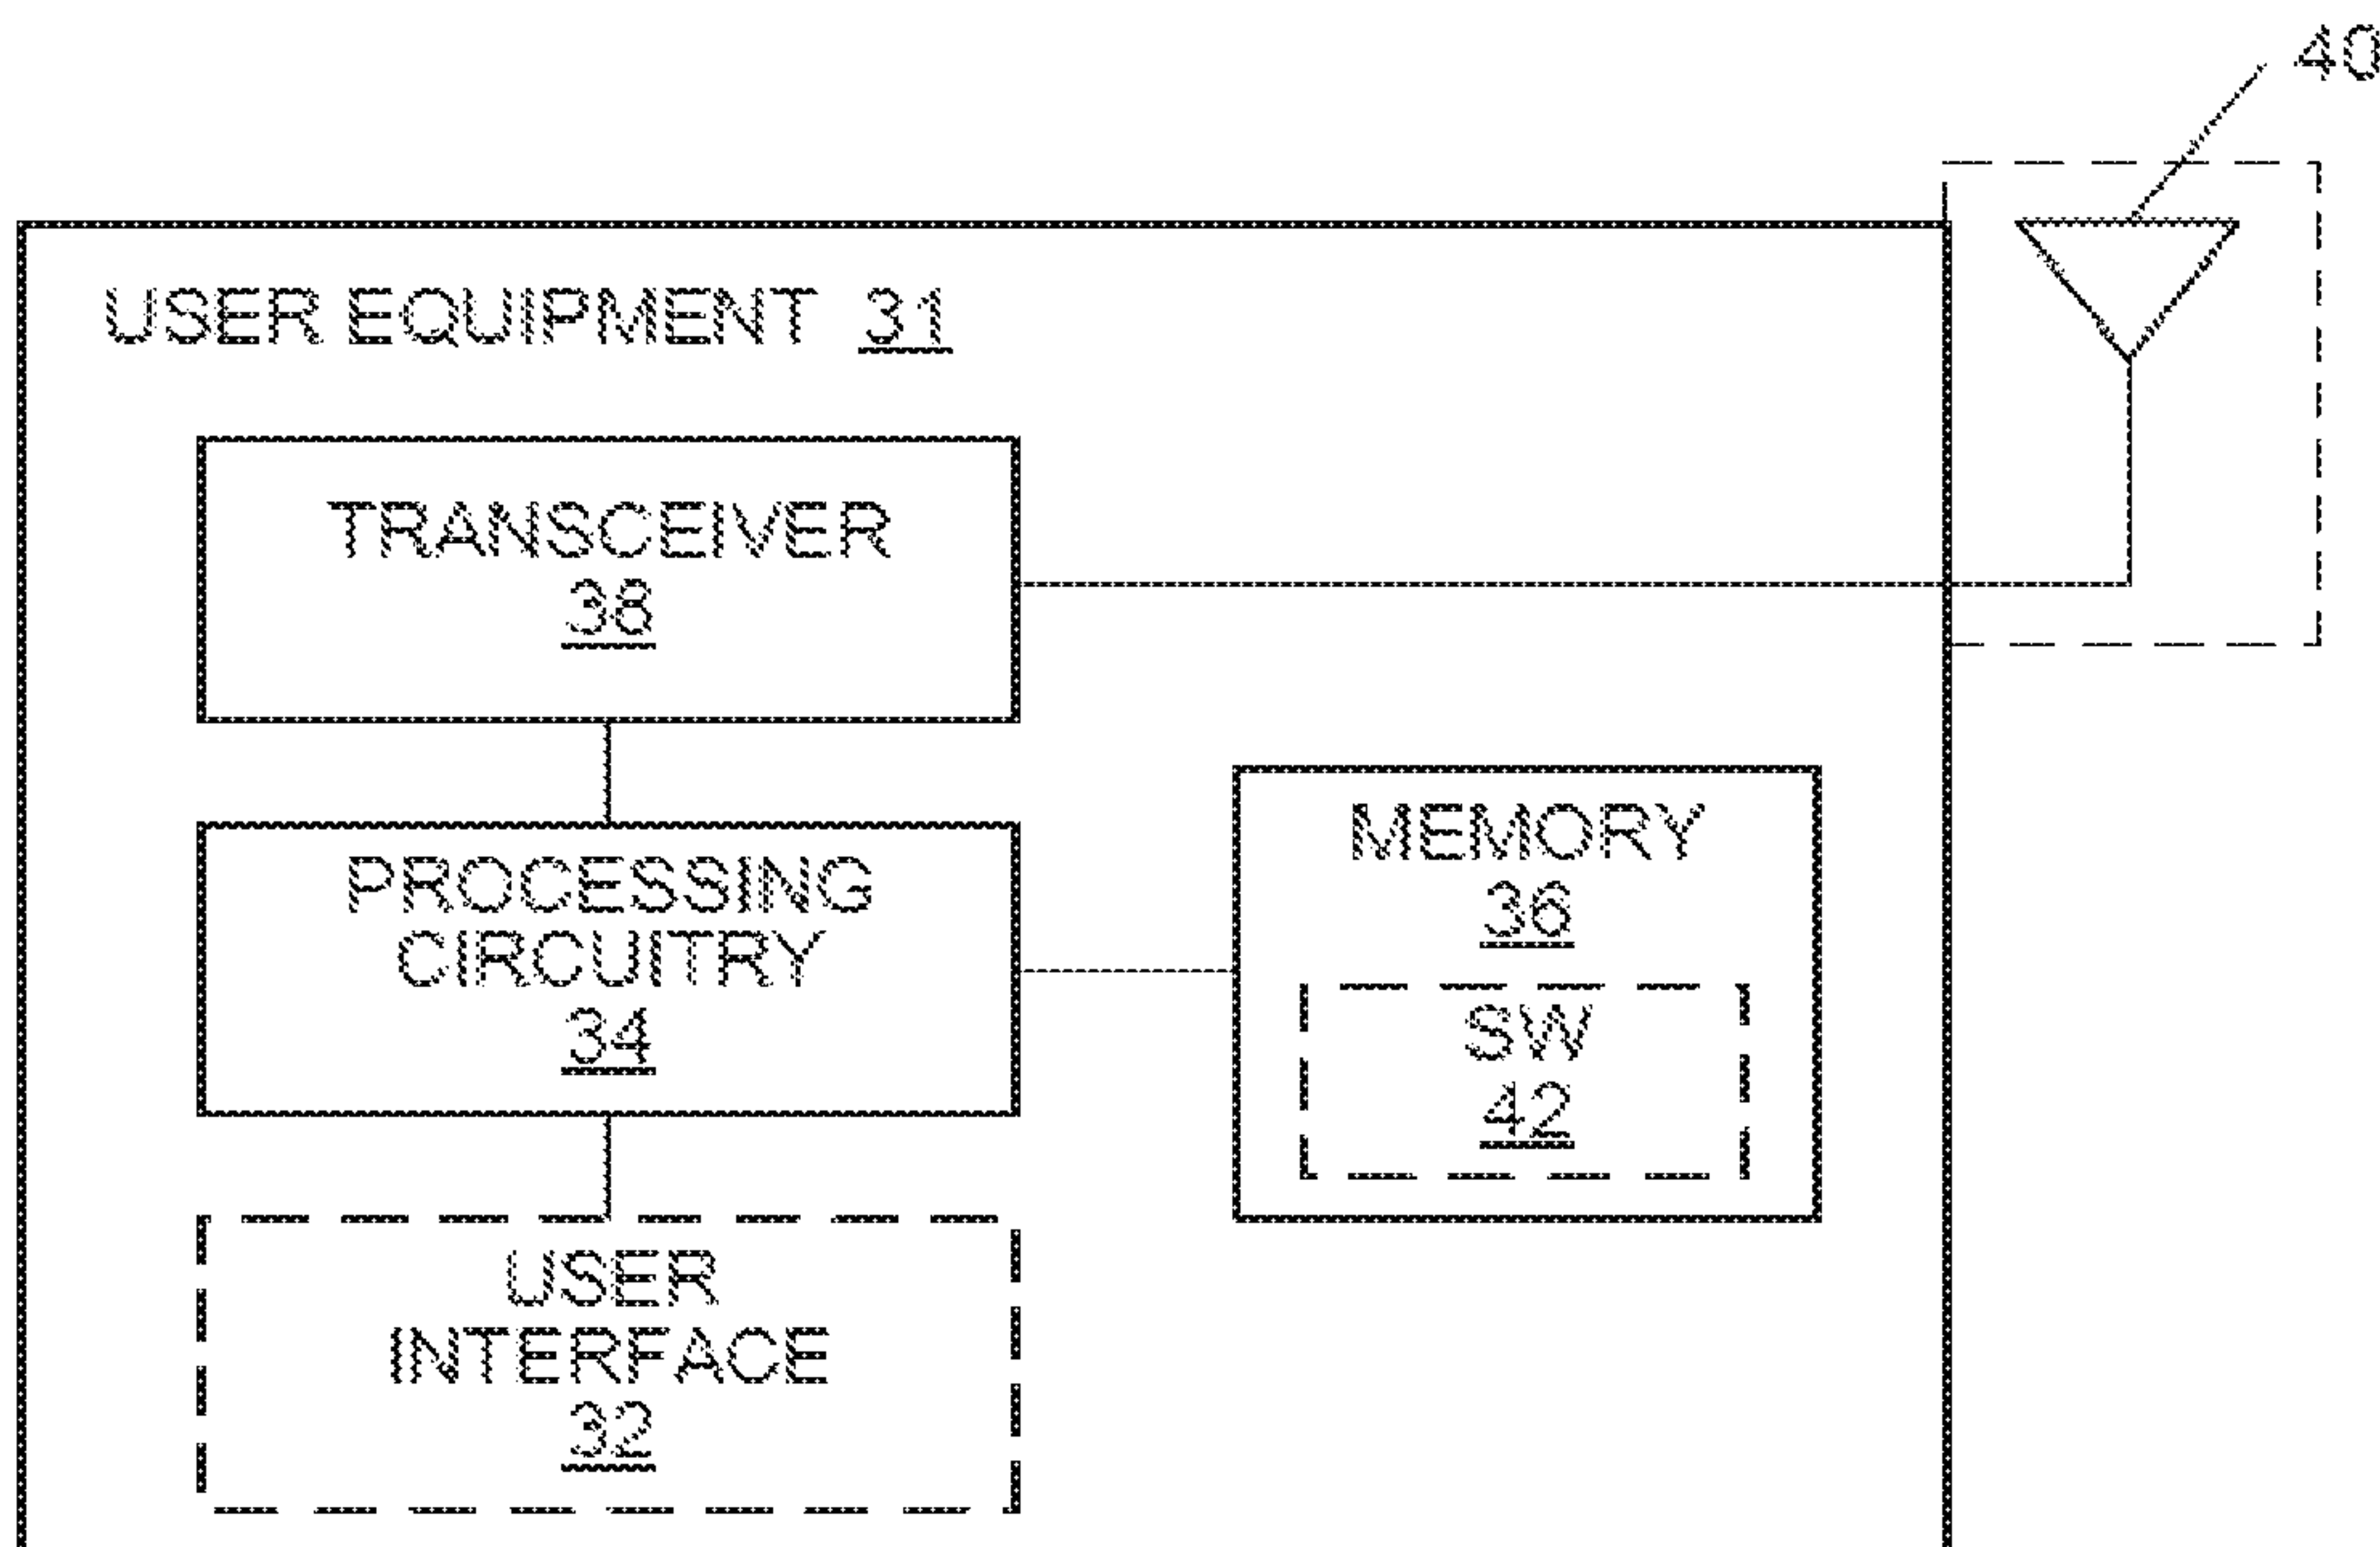 40
USER EQUIPMENT 31
TRANSCEIVER
38
PROCESSING
CIRCUITRY
34
MEMORY
36
SW
42
USER
INTERFACE
32